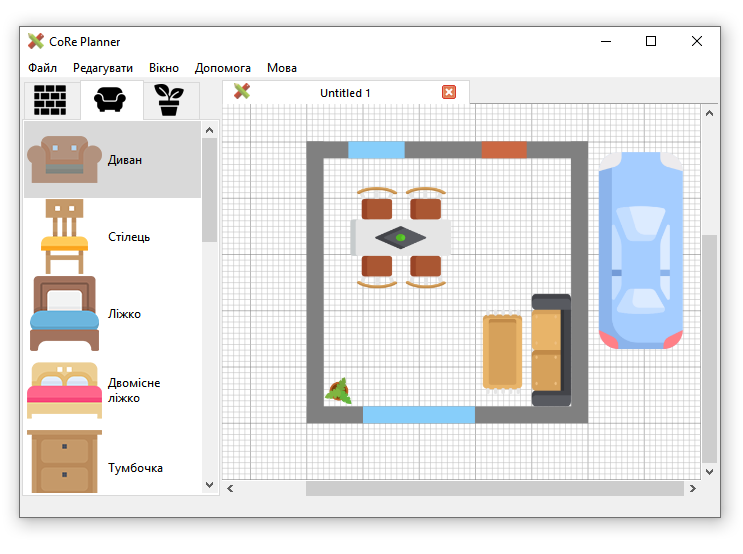 CoRe Planner
Файл Редагувати Вікно Допомога Мова
Untitled 1
Диван
Стілець
Ліжко
Двомісне
ліжко
Тумбочка